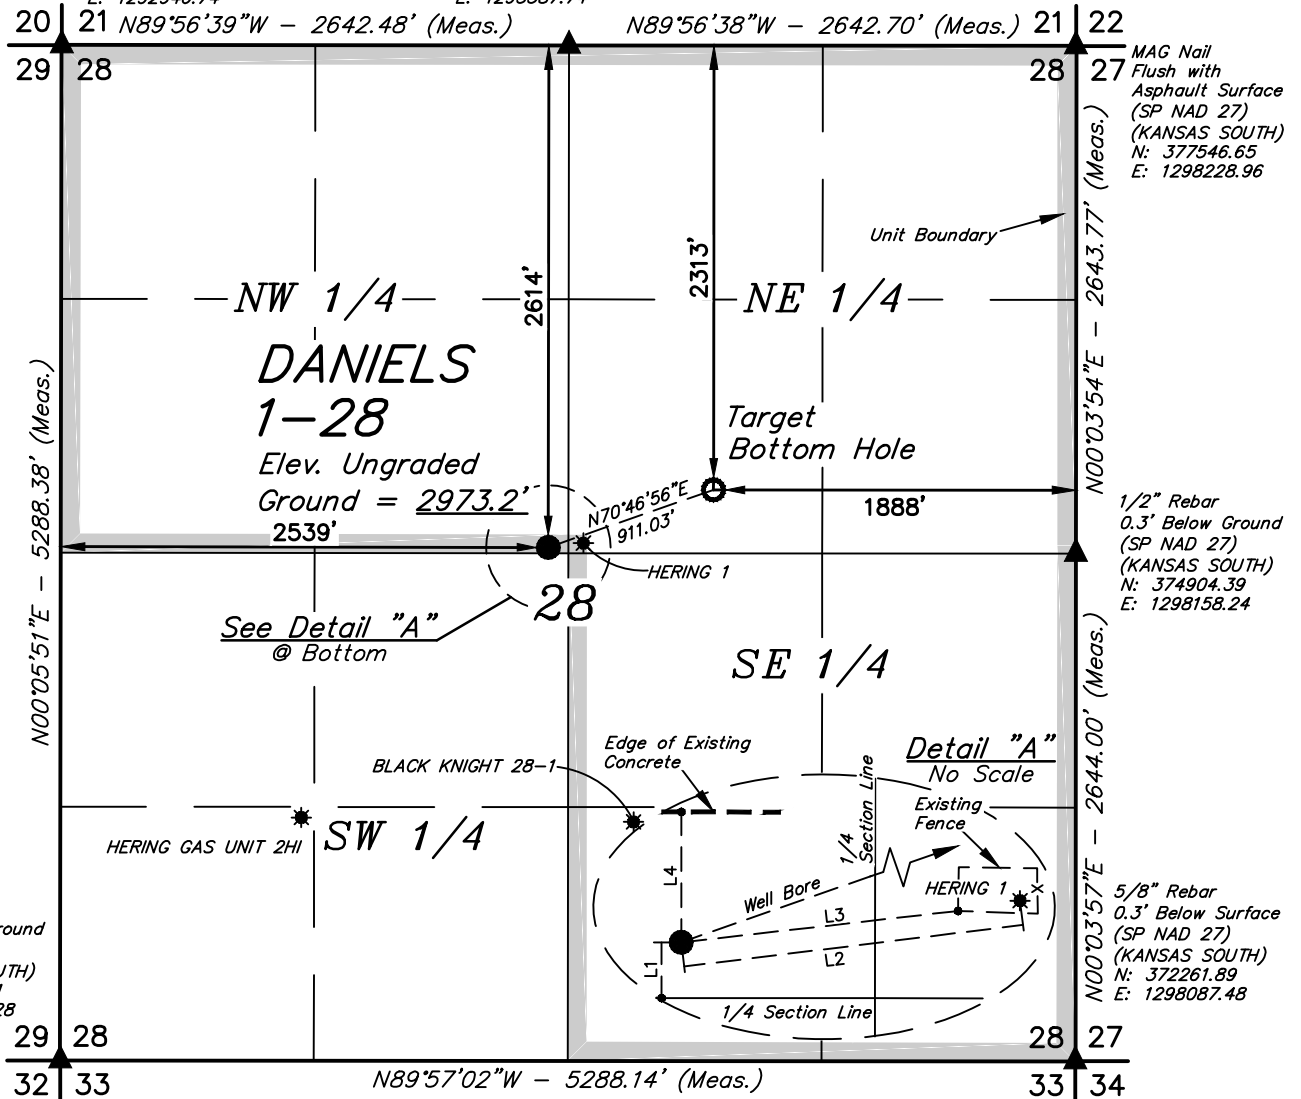 20 21 N89°56'39"W - 2642.48' (Meas.)
N89°56'38"W - 2642.70' (Meas.) 21 22
29 28
28 27
MAG Nail
Flush with
Asphault Surface
(SP NAD 27)
(KANSAS SOUTH)
N: 377546.65
E: 1298228.96
N00°03'54"E - 2643.77' (Meas.)
Unit Boundary
2614'
2313'
NW 1/4
NE 1/4
DANIELS
1-28
Elev. Ungraded
Ground = 2973.2'
Target
Bottom Hole
N70°46'56"E
911.03'
1888'
2539'
N00°05'51"E - 5288.38' (Meas.)
HERING 1
28
1/2" Rebar
0.3' Below Ground
(SP NAD 27)
(KANSAS SOUTH)
N: 374904.39
E: 1298158.24
See Detail "A"
@ Bottom
SE 1/4
N00°03'57"E - 2644.00' (Meas.)
BLACK KNIGHT 28-1
Edge of Existing
Concrete
Detail "A"
No Scale
1/4
Section Line
Existing
Fence
HERING GAS UNIT 2HI
SW 1/4
L4
Well Bore
HERING 1
X
L3
L2
L1
1/4 Section Line
5/8" Rebar
0.3' Below Surface
(SP NAD 27)
(KANSAS SOUTH)
N: 372261.89
E: 1298087.48
29 28
28 27
32 33
N89°57'02"W - 5288.14' (Meas.)
33 34